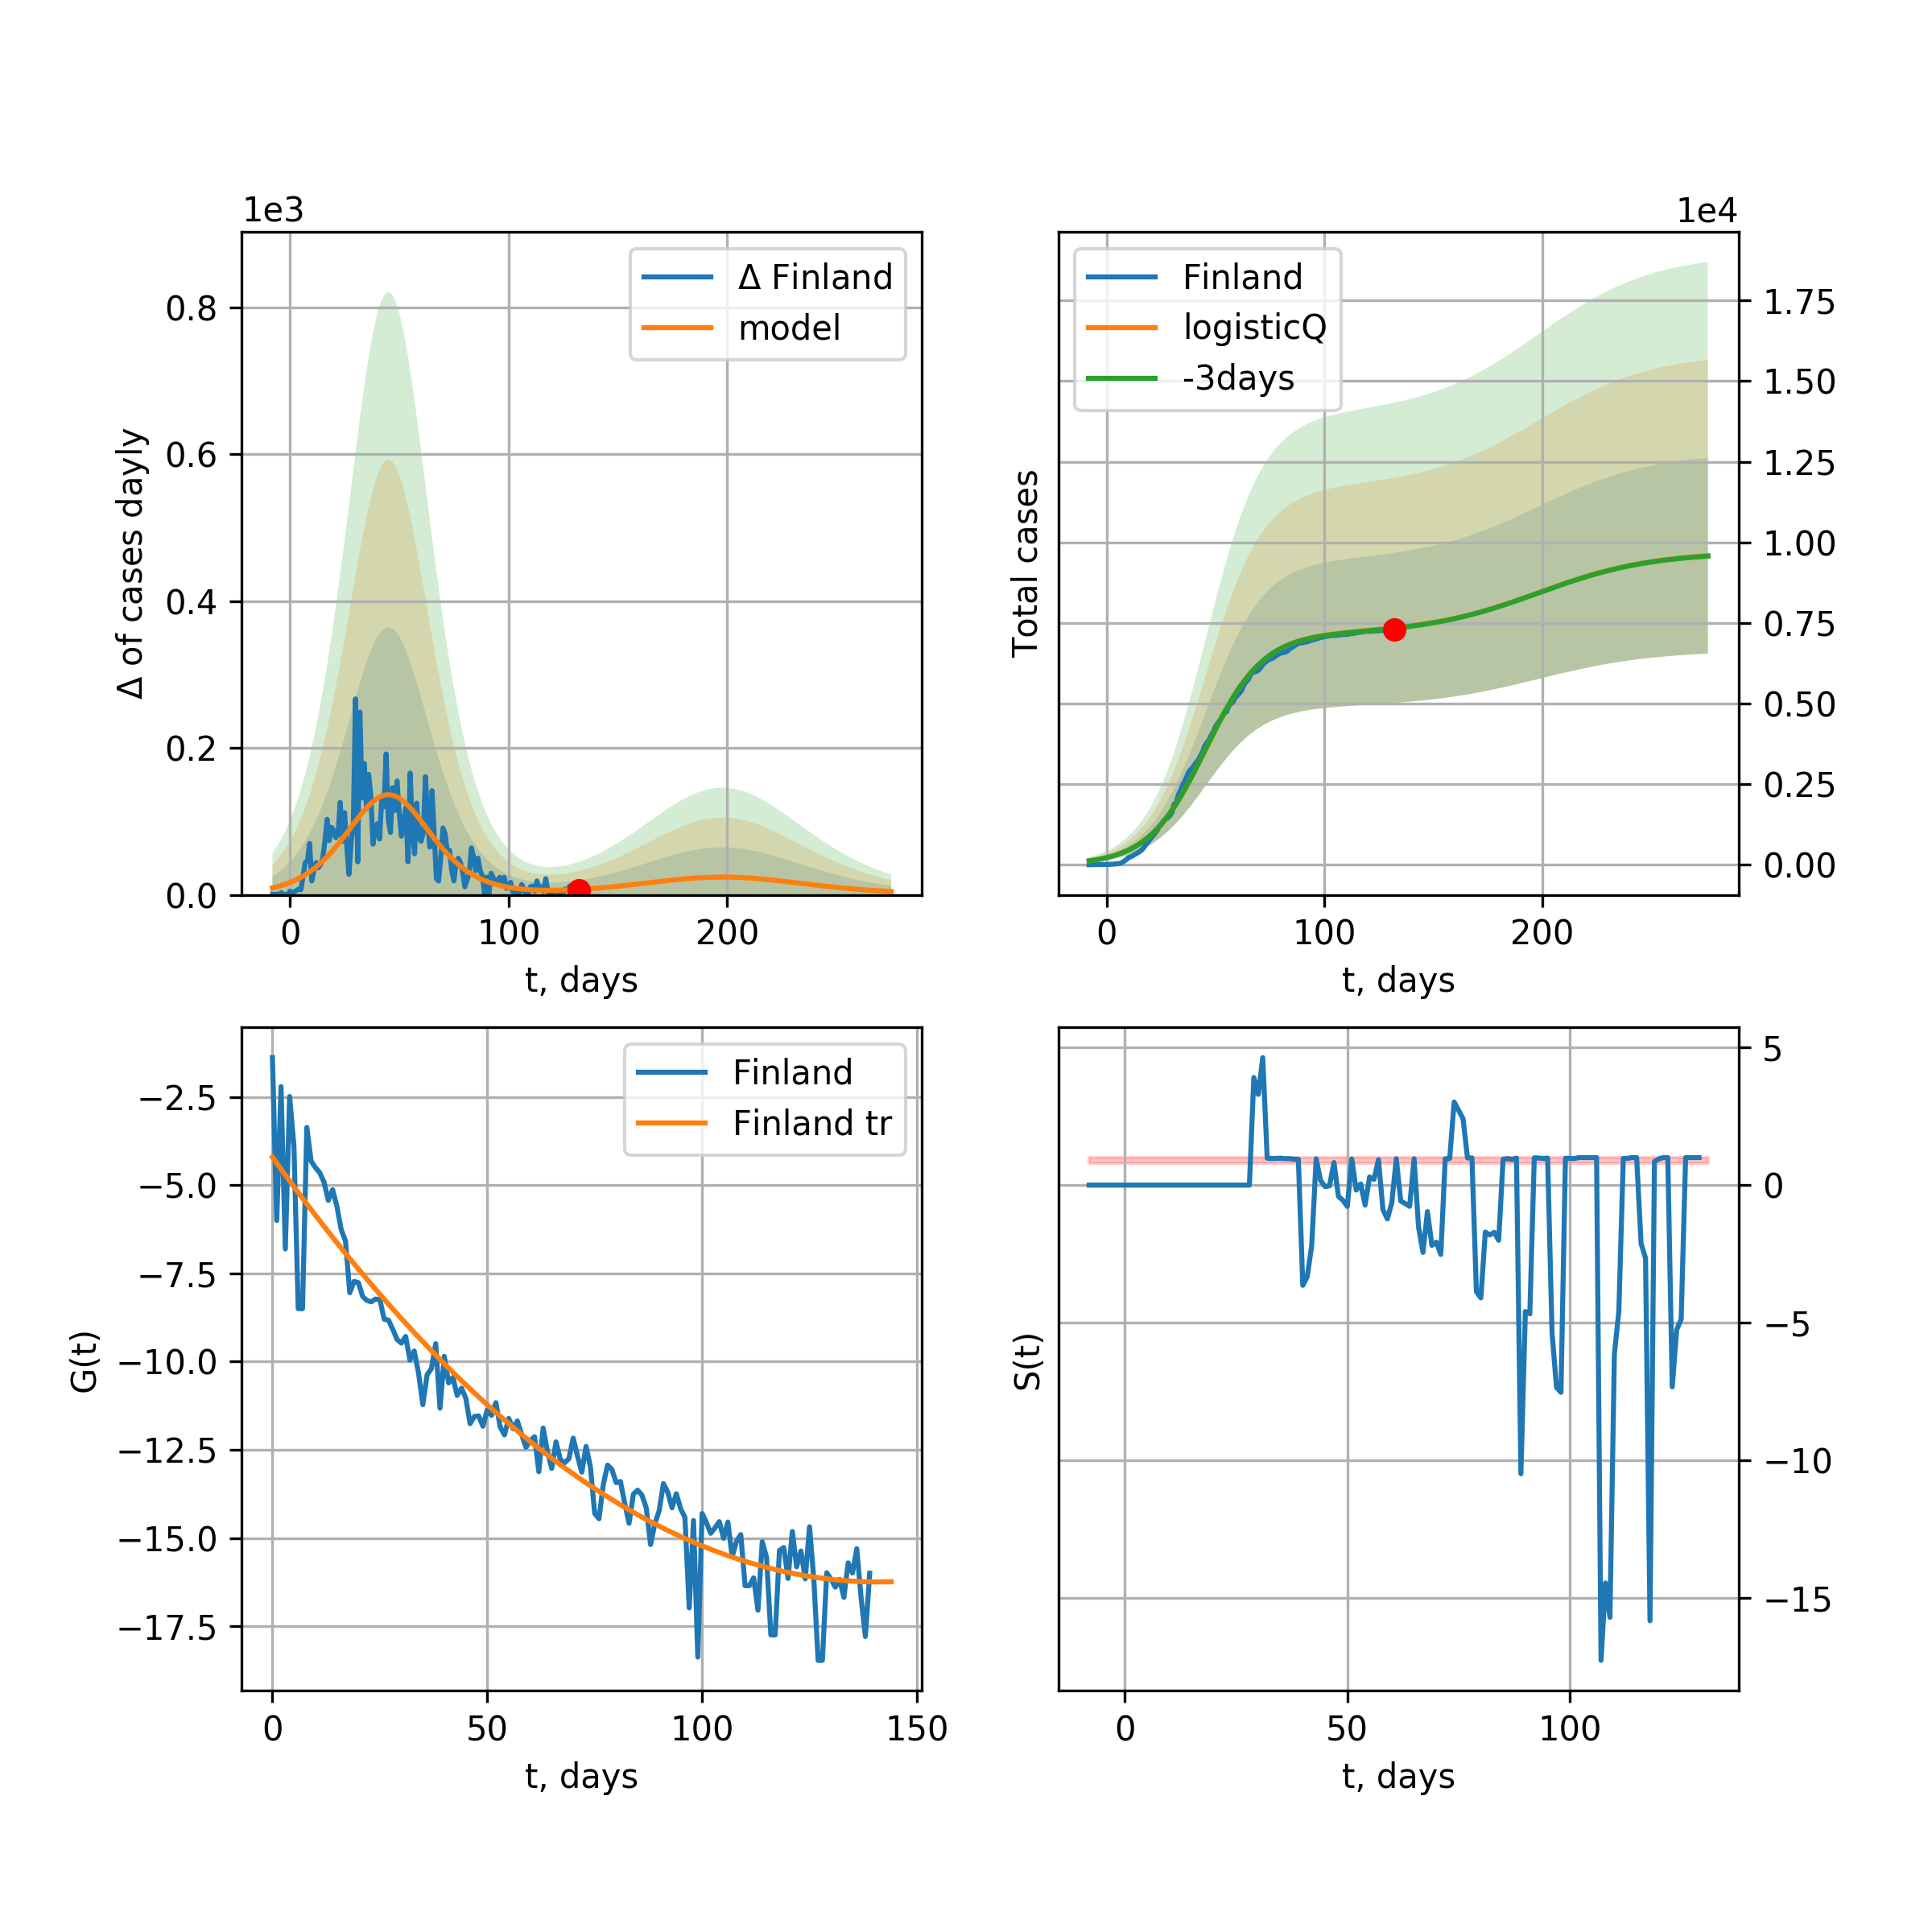 1e3
Δ of cases dayly
0.8
0.6
0.4
0.2
0.0
Δ Finland
model
0 100 200
t, days
1e4
Total cases
Finland
logisticQ
-3days
1.75
1.50
1.25
1.00
0.75
0.50
0.25
0.00
0 100 200
t, days
G(t)
−2.5
−5.0
−7.5
−10.0
−12.5
−15.0
−17.5
Finland
Finland tr
0 50 100 150
t, days
S(t)
5
0
−5
−10
−15
0 50 100
t, days